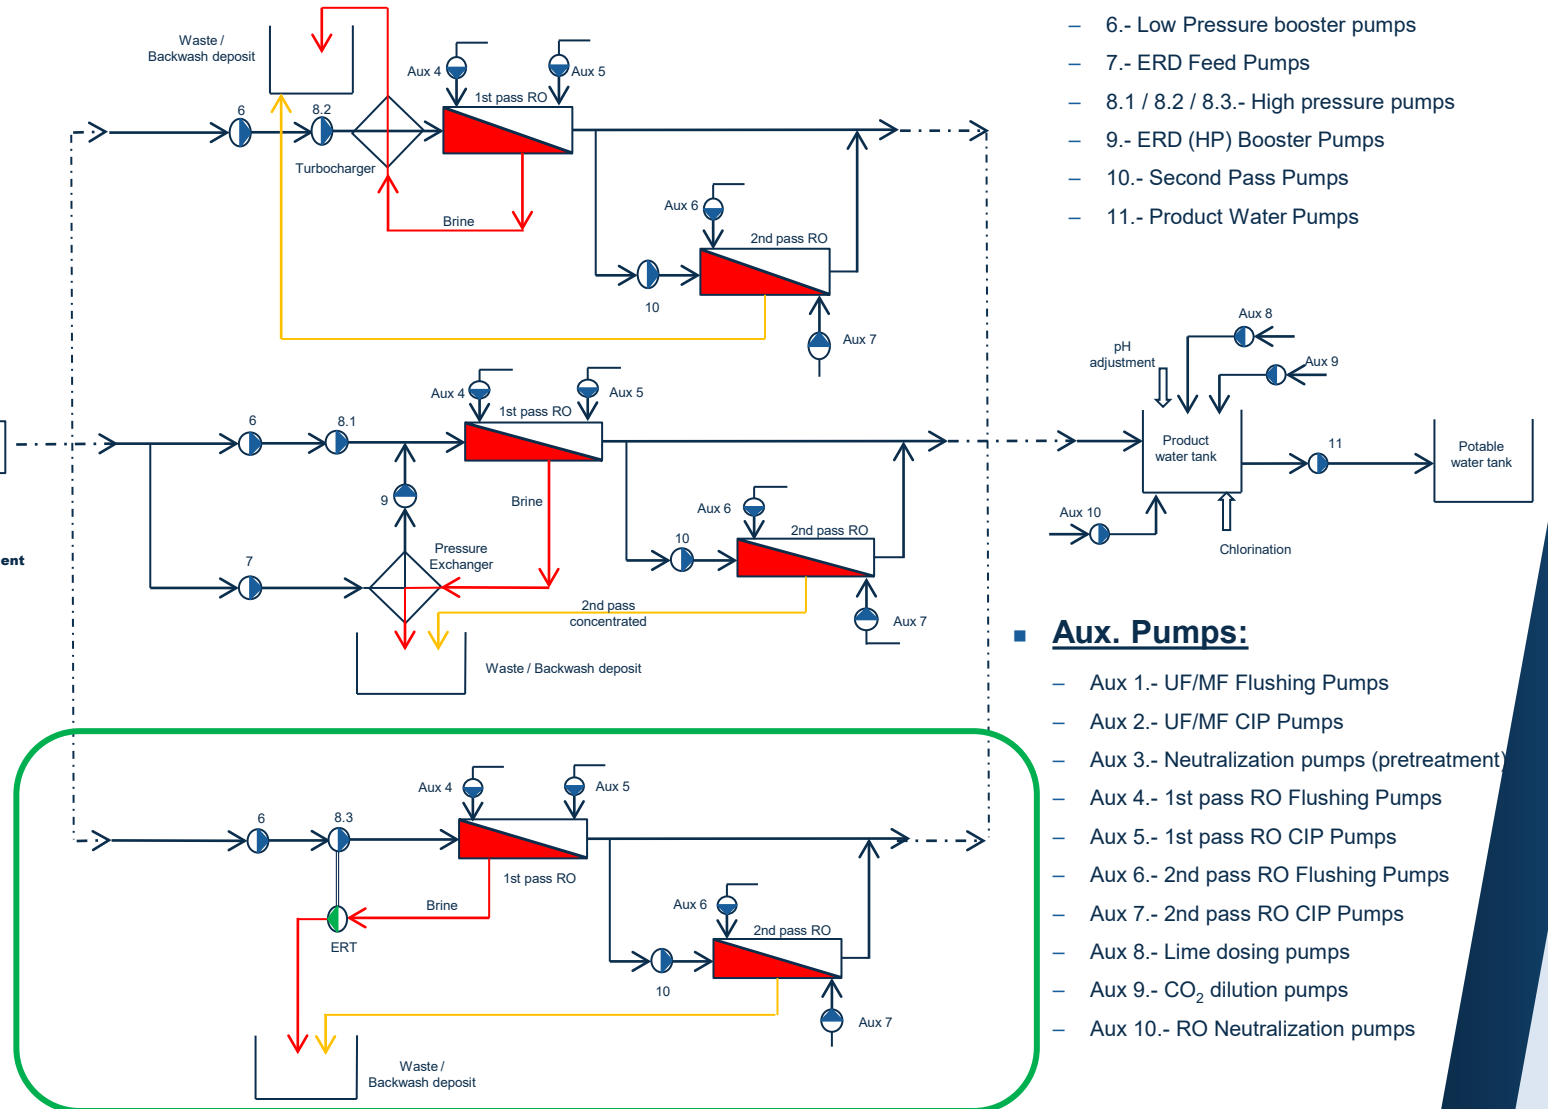 Waste /
Backwash deposit
6
8.2
Turbocharger
Aux 4
Aux 5
1st pass RO
Brine
Aux 6
2nd pass RO
10
Aux 7
6
8.1
Aux 4
Aux 5
1st pass RO
9
Brine
Pressure
Exchanger
7
Aux 6
2nd pass RO
10
2nd pass
concentrated
Aux 7
Waste / Backwash deposit
ent
6
8.3
Aux 4
Aux 5
1st pass RO
Brine
ERT
Aux 6
2nd pass RO
10
Aux 7
Waste /
Backwash deposit
– 6.- Low Pressure booster pumps
– 7.- ERD Feed Pumps
– 8.1 / 8.2 / 8.3.- High pressure pumps
– 9.- ERD (HP) Booster Pumps
– 10.- Second Pass Pumps
– 11.- Product Water Pumps
Aux 8
pH
adjustment
Aux 9
Product
water tank
11
Potable
water tank
Aux 10
Chlorination
▪ Aux. Pumps:
– Aux 1.- UF/MF Flushing Pumps
– Aux 2.- UF/MF CIP Pumps
– Aux 3.- Neutralization pumps (pretreatment)
– Aux 4.- 1st pass RO Flushing Pumps
– Aux 5.- 1st pass RO CIP Pumps
– Aux 6.- 2nd pass RO Flushing Pumps
– Aux 7.- 2nd pass RO CIP Pumps
– Aux 8.- Lime dosing pumps
– Aux 9.- CO₂ dilution pumps
– Aux 10.- RO Neutralization pumps